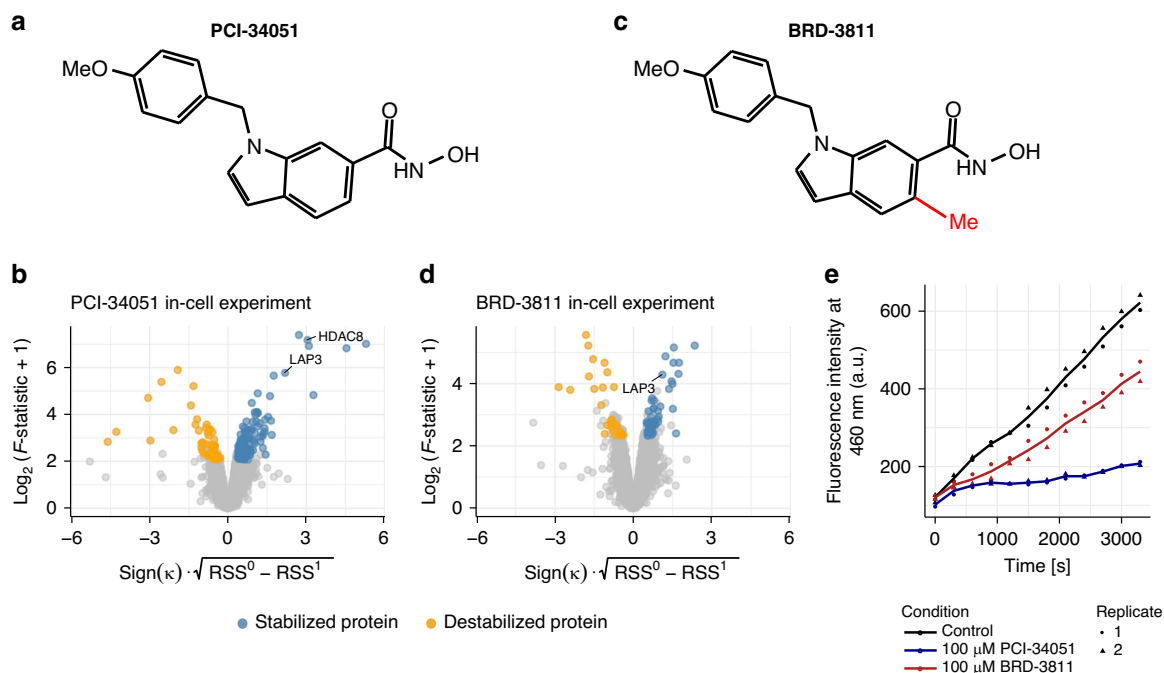 a
PCI-34051
MeO
N
O
HN
OH
c
BRD-3811
MeO
N
O
HN
OH
Me
b
PCI-34051 in-cell experiment
Log2 (F-statistic + 1)
6
4
2
0
HDAC8
LAP3
−6
−3
0
3
6
Sign(κ) · √RSS⁰ − RSS¹
d
BRD-3811 in-cell experiment
Log2 (F-statistic + 1)
6
4
2
0
LAP3
−6
−3
0
3
6
Sign(κ) · √RSS⁰ − RSS¹
Stabilized protein
Destabilized protein
e
Fluorescence intensity at
460 nm (a.u.)
600
400
200
0
1000
2000
3000
Time [s]
Condition
Control
100 μM PCI-34051
100 μM BRD-3811
Replicate
1
2